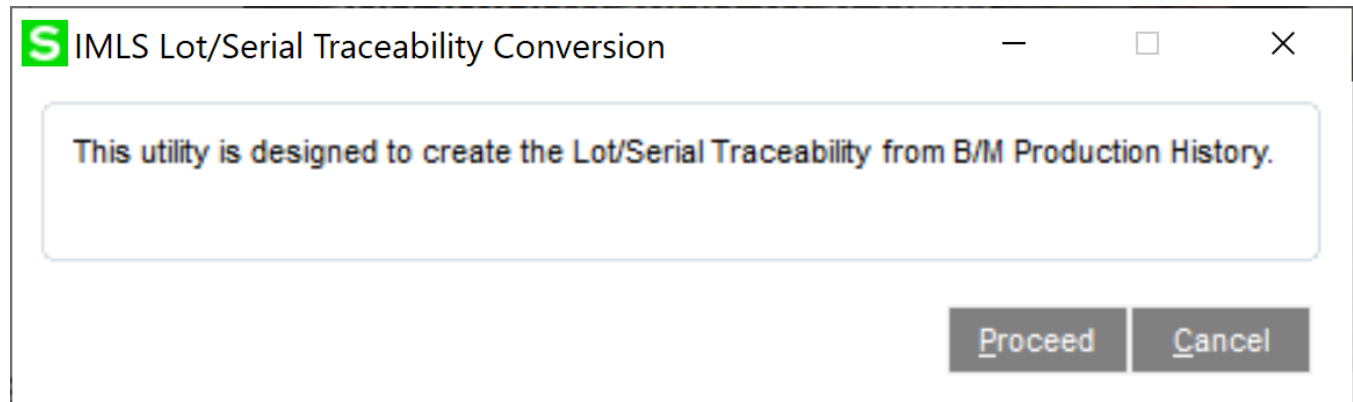 S IMLS Lot/Serial Traceability Conversion
This utility is designed to create the Lot/Serial Traceability from B/M Production History.
Proceed Cancel